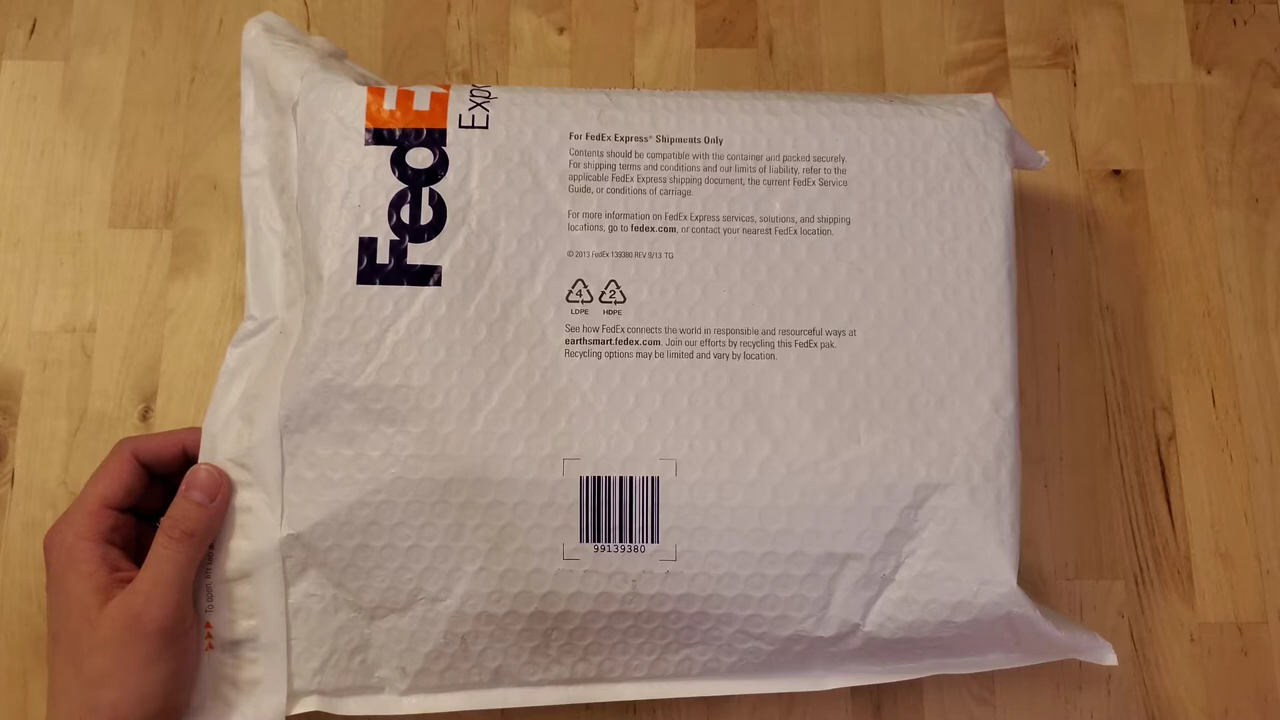 FedE
Exp
For FedEx Express® Shipments Only
Contents should be compatible with the container and packed securely.
For shipping terms and conditions and our limits of liability, refer to the
applicable FedEx Express shipping document, the current FedEx Service
Guide, or conditions of carriage.
For more information on FedEx Express services, solutions, and shipping
locations, go to fedex.com, or contact your nearest FedEx location.
© 2013 FedEx 139380 REV 9/13 TG
4 2
LDPE HDPE
See how FedEx connects the world in responsible and resourceful ways at
earthsmart.fedex.com. Join our efforts by recycling this FedEx pak.
Recycling options may be limited and vary by location.
99139380
To open,